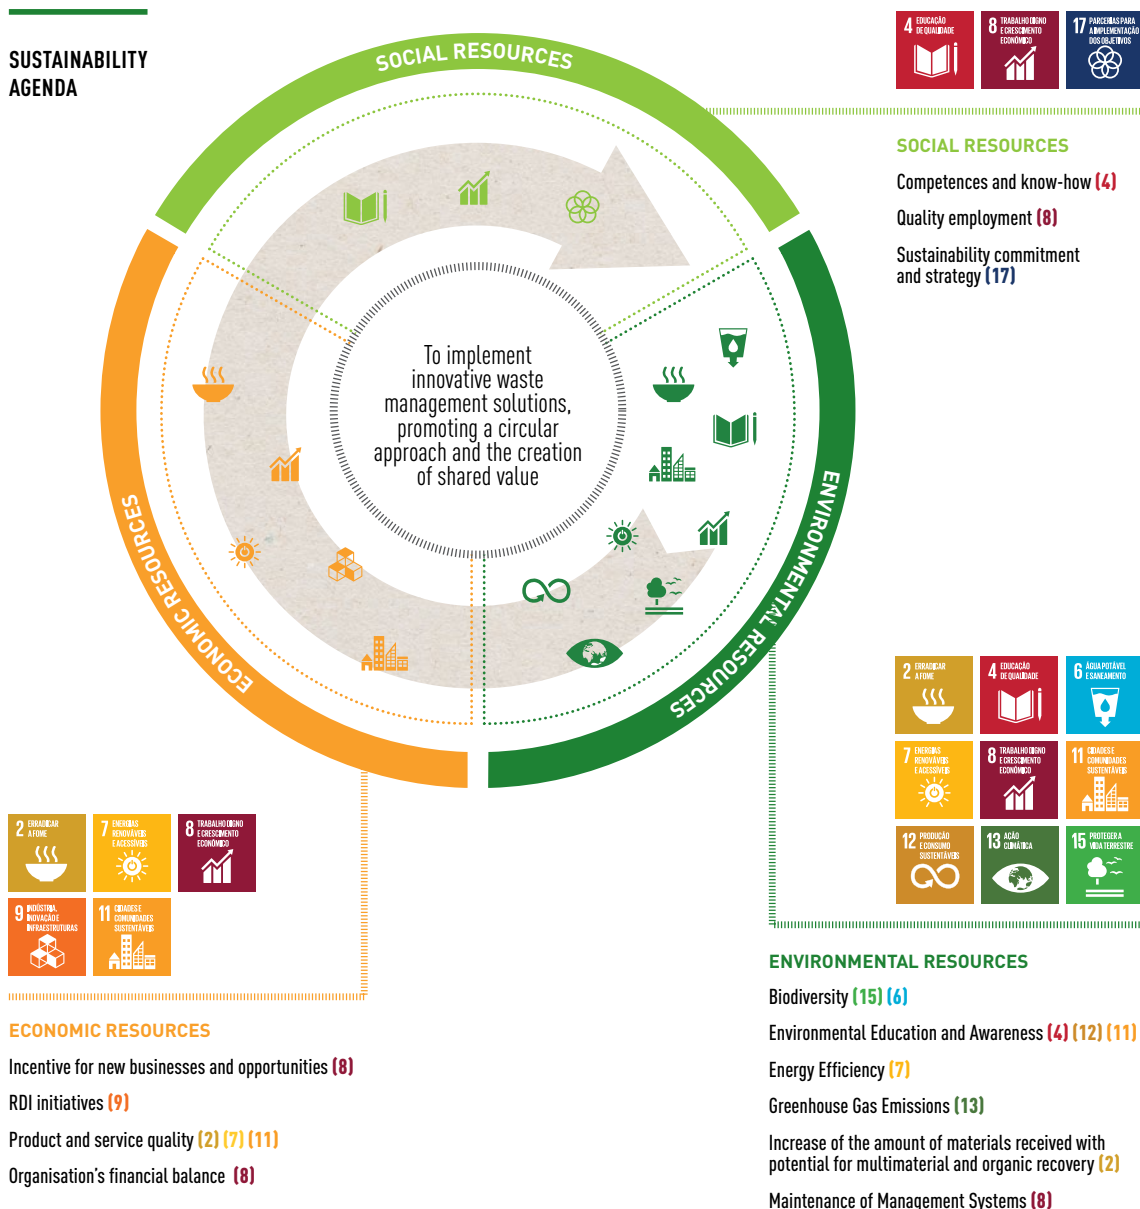 SUSTAINABILITY
AGENDA
SOCIAL RESOURCES
4 EDUCAÇÃO
DE QUALIDADE
8 TRABALHO DIGNO
E CRESCIMENTO
ECONÓMICO
17 PARCERIAS PARA
A IMPLEMENTAÇÃO
DOS OBJETIVOS
SOCIAL RESOURCES
Competences and know-how (4)
Quality employment (8)
Sustainability commitment
and strategy (17)
To implement
innovative waste
management solutions,
promoting a circular
approach and the creation
of shared value
ECONOMIC RESOURCES
ENVIRONMENTAL RESOURCES
2 ERRADICAR
A FOME
4 EDUCAÇÃO
DE QUALIDADE
6 ÁGUA POTÁVEL
E SANEAMENTO
7 ENERGIAS
RENOVÁVEIS
E ACESSÍVEIS
8 TRABALHO DIGNO
E CRESCIMENTO
ECONÓMICO
11 CIDADES E
COMUNIDADES
SUSTENTÁVEIS
12 PRODUÇÃO
E CONSUMO
SUSTENTÁVEIS
13 AÇÃO
CLIMÁTICA
15 PROTEGER A
VIDA TERRESTRE
2 ERRADICAR
A FOME
7 ENERGIAS
RENOVÁVEIS
E ACESSÍVEIS
8 TRABALHO DIGNO
E CRESCIMENTO
ECONÓMICO
9 INDÚSTRIA,
INOVAÇÃO E
INFRAESTRUTURAS
11 CIDADES E
COMUNIDADES
SUSTENTÁVEIS
ECONOMIC RESOURCES
Incentive for new businesses and opportunities (8)
RDI initiatives (9)
Product and service quality (2) (7) (11)
Organisation's financial balance (8)
ENVIRONMENTAL RESOURCES
Biodiversity (15) (6)
Environmental Education and Awareness (4) (12) (11)
Energy Efficiency (7)
Greenhouse Gas Emissions (13)
Increase of the amount of materials received with
potential for multimaterial and organic recovery (2)
Maintenance of Management Systems (8)